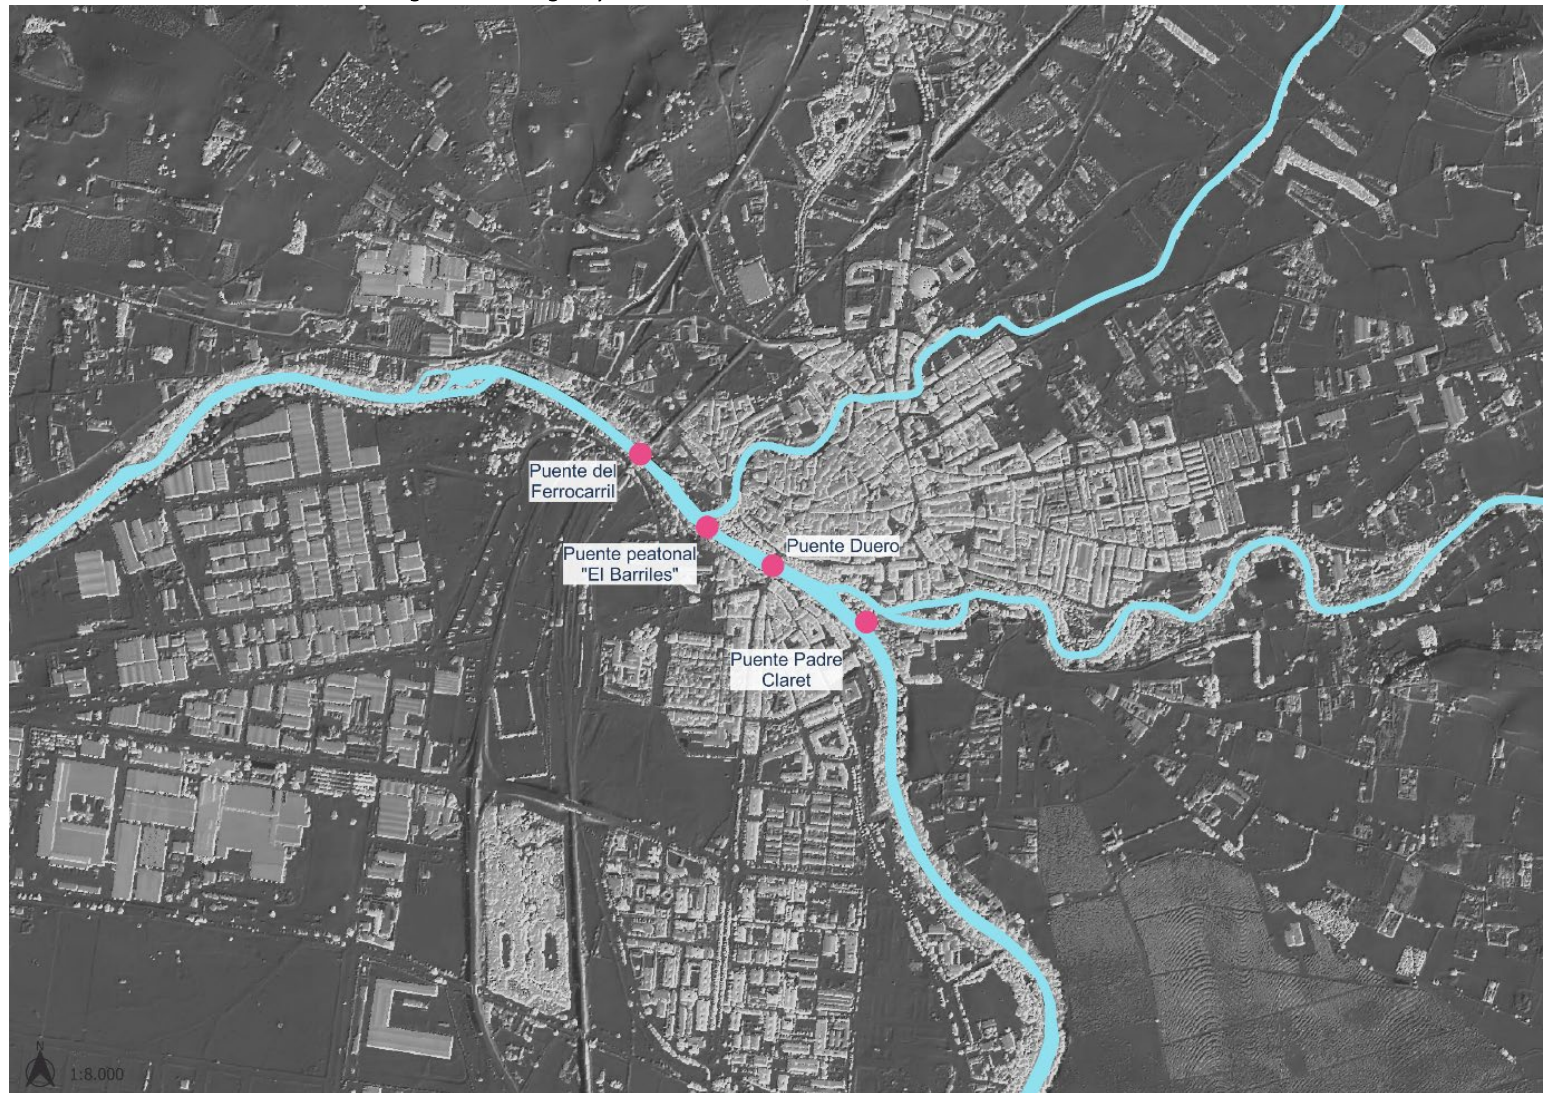 Puente del
Ferrocarril
Puente peatonal
"El Barriles"
Puente Duero
Puente Padre
Claret
N
1:8.000